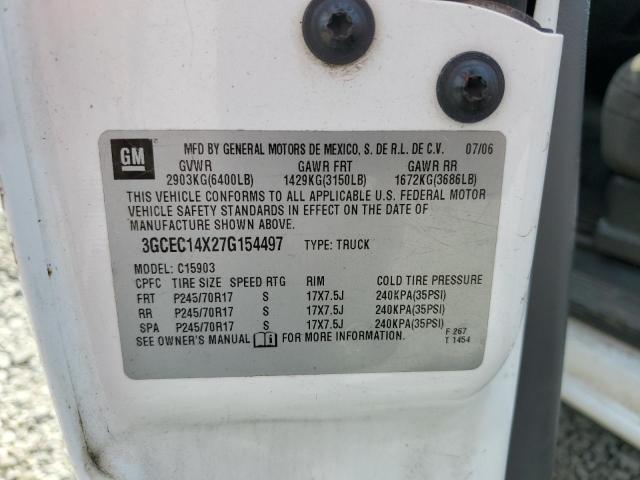 GM
MFD BY GENERAL MOTORS DE MEXICO, S. DE R.L. DE C.V. 07/06
GVWR GAWR FRT GAWR RR
2903KG(6400LB) 1429KG(3150LB) 1672KG(3686LB)
THIS VEHICLE CONFORMS TO ALL APPLICABLE U.S. FEDERAL MOTOR
VEHICLE SAFETY STANDARDS IN EFFECT ON THE DATE OF
MANUFACTURE SHOWN ABOVE.
3GCEC14X27G154497 TYPE: TRUCK
MODEL: C15903
CPFC TIRE SIZE SPEED RTG RIM COLD TIRE PRESSURE
FRT P245/70R17 S 17X7.5J 240KPA(35PSI)
RR P245/70R17 S 17X7.5J 240KPA(35PSI)
SPA P245/70R17 S 17X7.5J 240KPA(35PSI)
SEE OWNER'S MANUAL i FOR MORE INFORMATION. F 267
T 1454